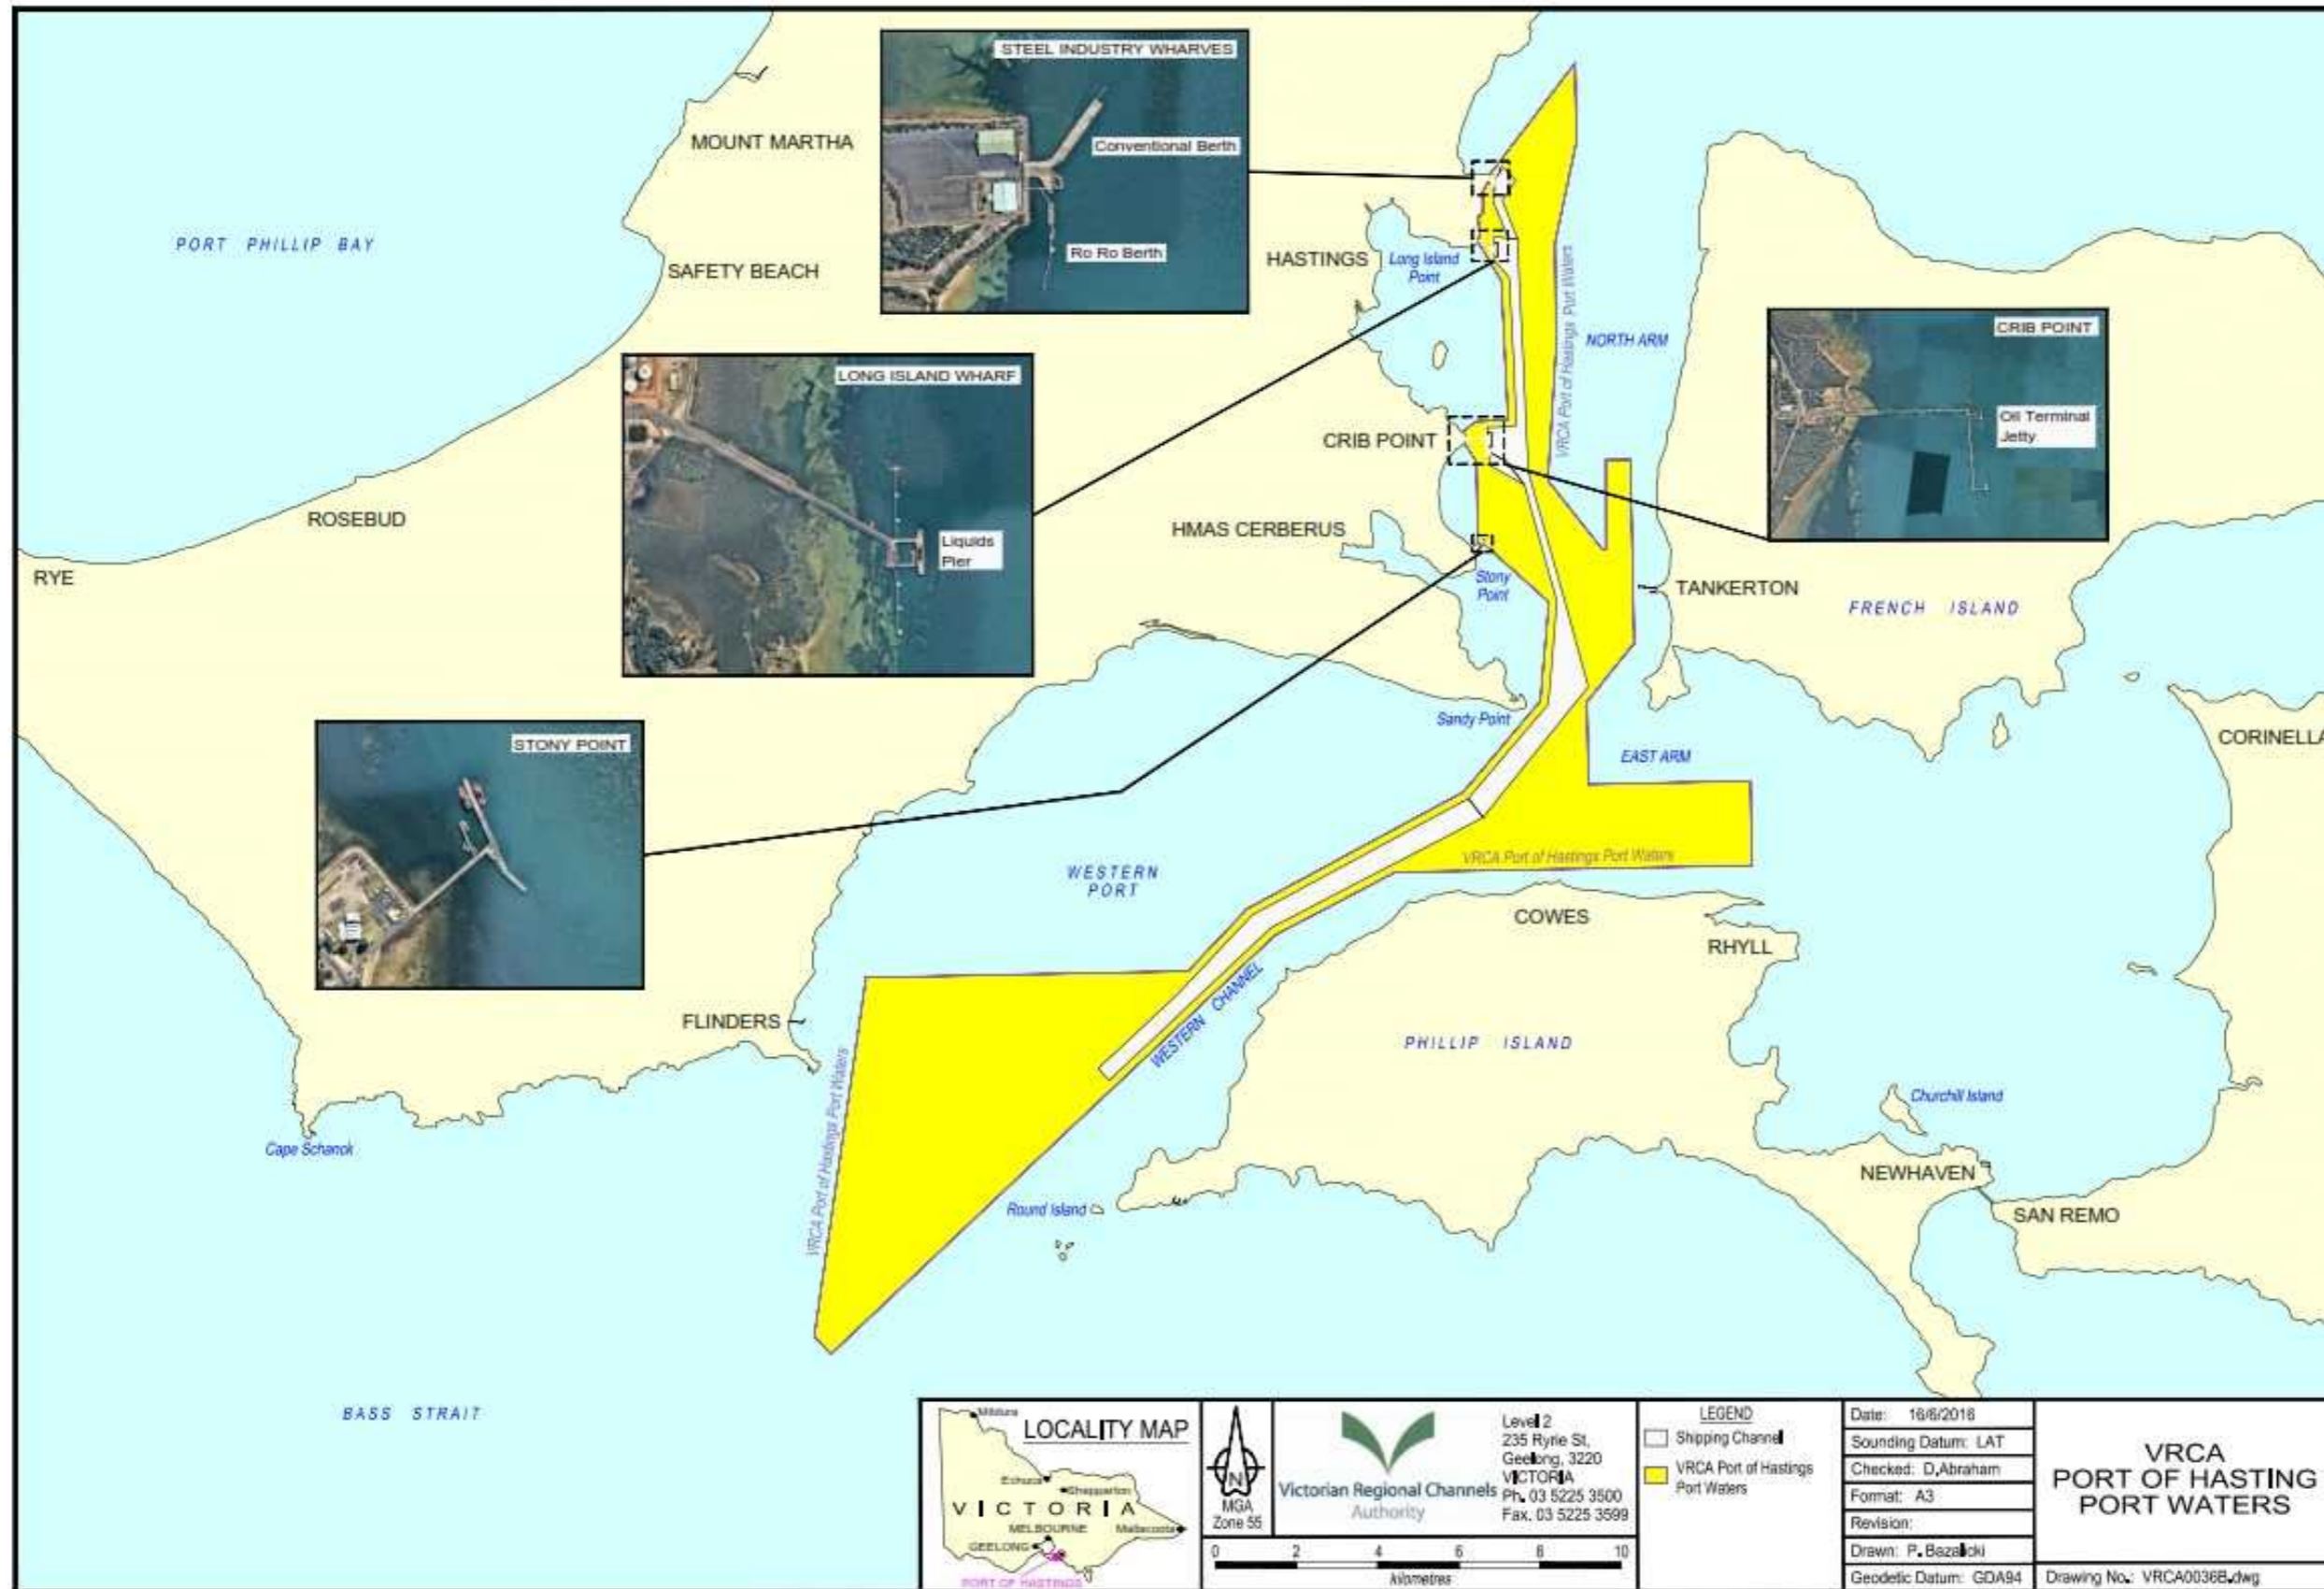 STEEL INDUSTRY WHARVES
Conventional Berth
Ro Ro Berth
MOUNT MARTHA
PORT PHILLIP BAY
SAFETY BEACH
HASTINGS
Long Island
Point
VRCA Port of Hastings Port Waters
NORTH ARM
CRIB POINT
Oil Terminal
Jetty
LONG ISLAND WHARF
Liquids
Pier
CRIB POINT
ROSEBUD
HMAS CERBERUS
RYE
Stony
Point
TANKERTON
FRENCH ISLAND
Sandy Point
STONY POINT
EAST ARM
CORINELLA
WESTERN
PORT
VRCA Port of Hastings Port Waters
COWES
RHYLL
WESTERN CHANNEL
FLINDERS
PHILLIP ISLAND
VRCA Port of Hastings Port Waters
Churchill Island
Cape Schanck
NEWHAVEN
Round Island
SAN REMO
BASS STRAIT
LOCALITY MAP
Mildura
Echuca
Shepparton
VICTORIA
MELBOURNE
Mallacoota
GEELONG
PORT OF HASTINGS
N
MGA
Zone 55
Victorian Regional Channels
Authority
Level 2
235 Ryrie St,
Geelong, 3220
VICTORIA
Ph. 03 5225 3500
Fax. 03 5225 3599
0 2 4 6 8 10
kilometres
LEGEND
Shipping Channel
VRCA Port of Hastings
Port Waters
Date: 16/6/2016
Sounding Datum: LAT
Checked: D.Abraham
Format: A3
Revision:
Drawn: P. Bazalicki
Geodetic Datum: GDA94
VRCA
PORT OF HASTING
PORT WATERS
Drawing No.: VRCA0036B.dwg